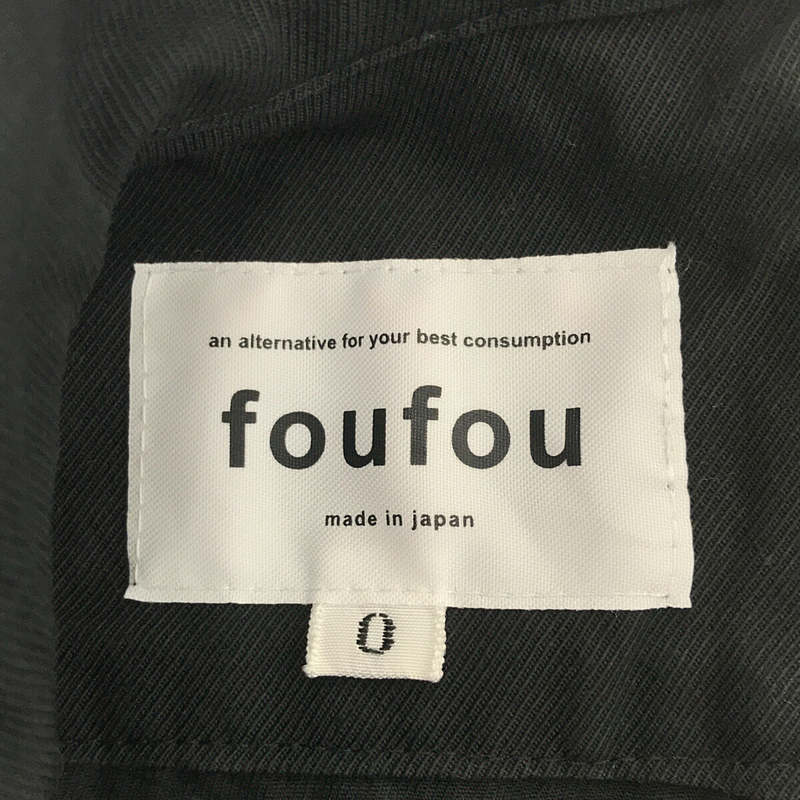 an alternative for your best consumption
foufou
made in japan
0